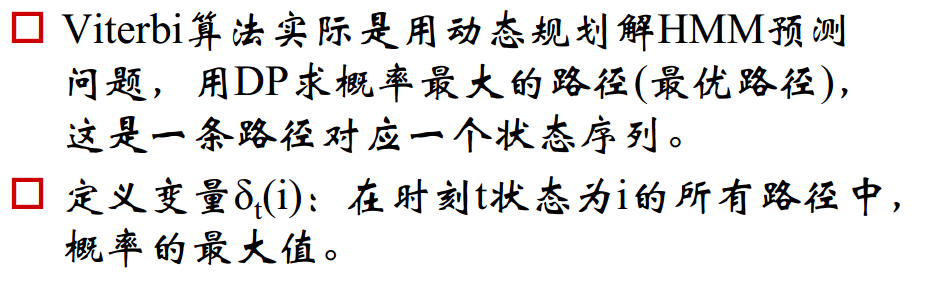 Viterbi算法实际是用动态规划解HMM预测
问题，用DP求概率最大的路径(最优路径)，
这是一条路径对应一个状态序列。
定义变量δt(i)：在时刻t状态为i的所有路径中，
概率的最大值。